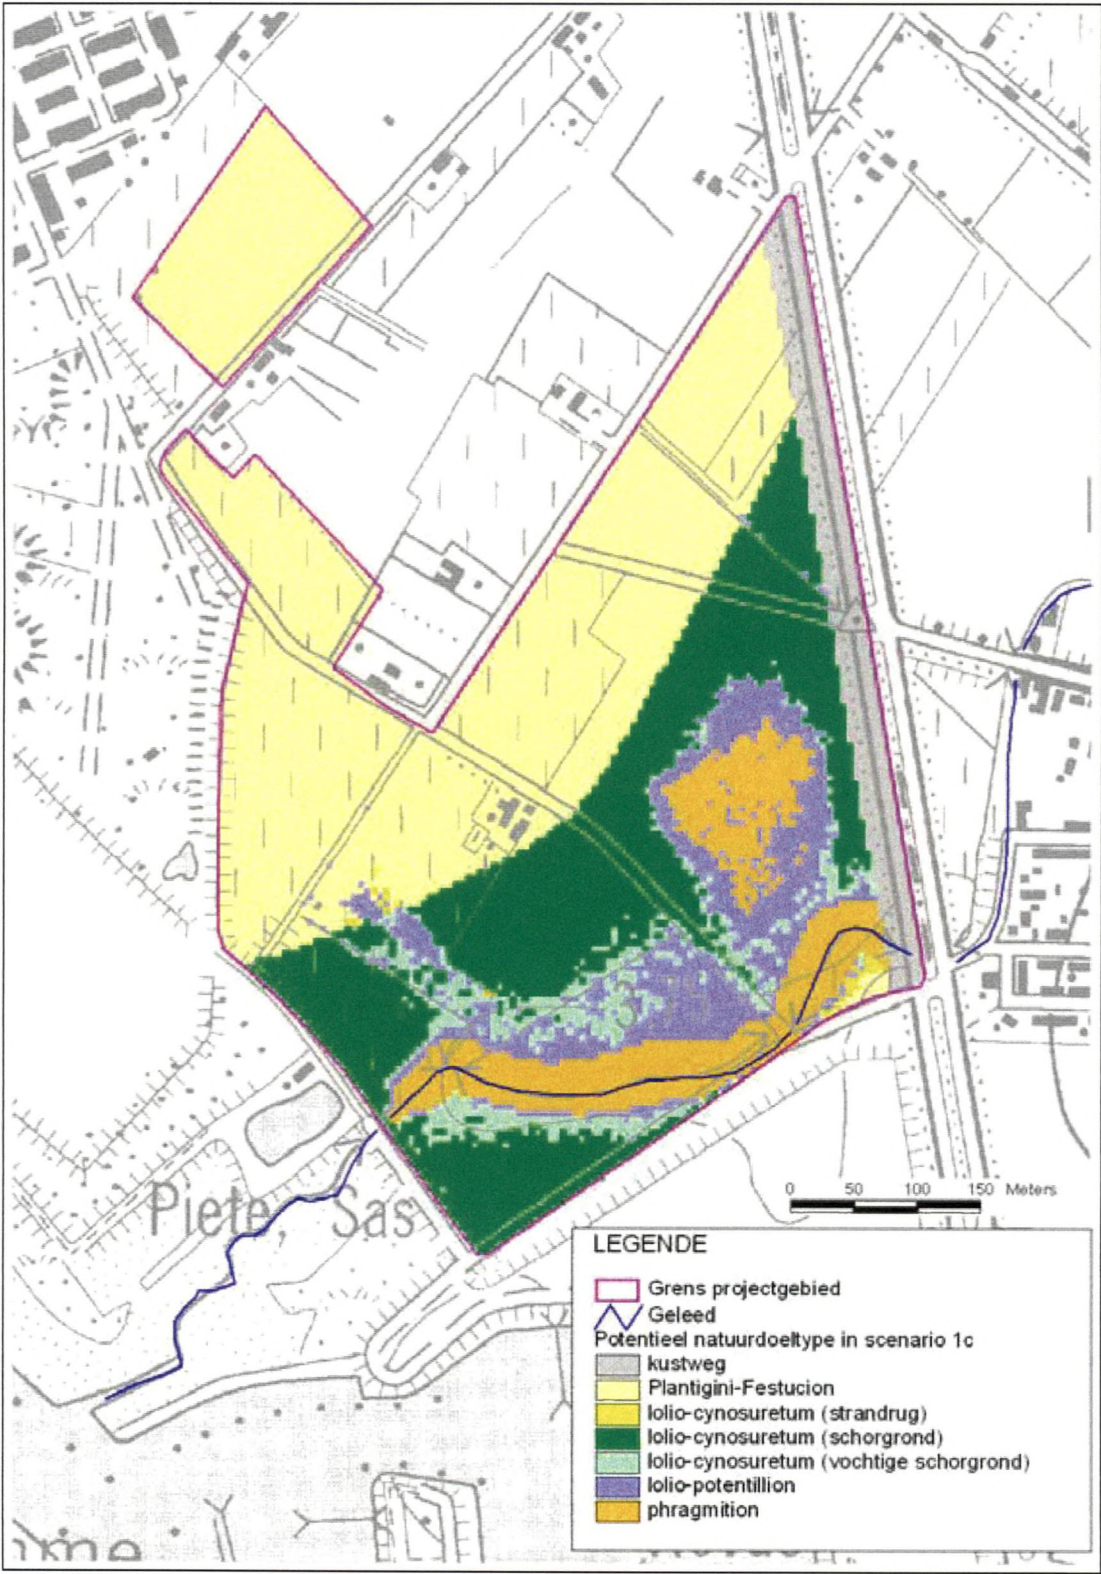 Piete, Sas
0 50 100 150 Meters
LEGENDE
Grens projectgebied
Geleed
Potentieel natuurdoeltype in scenario 1c
kustweg
Plantigini-Festucion
lolio-cynosuretum (strandrug)
lolio-cynosuretum (schorgrond)
lolio-cynosuretum (vochtige schorgrond)
lolio-potentillion
phragmition